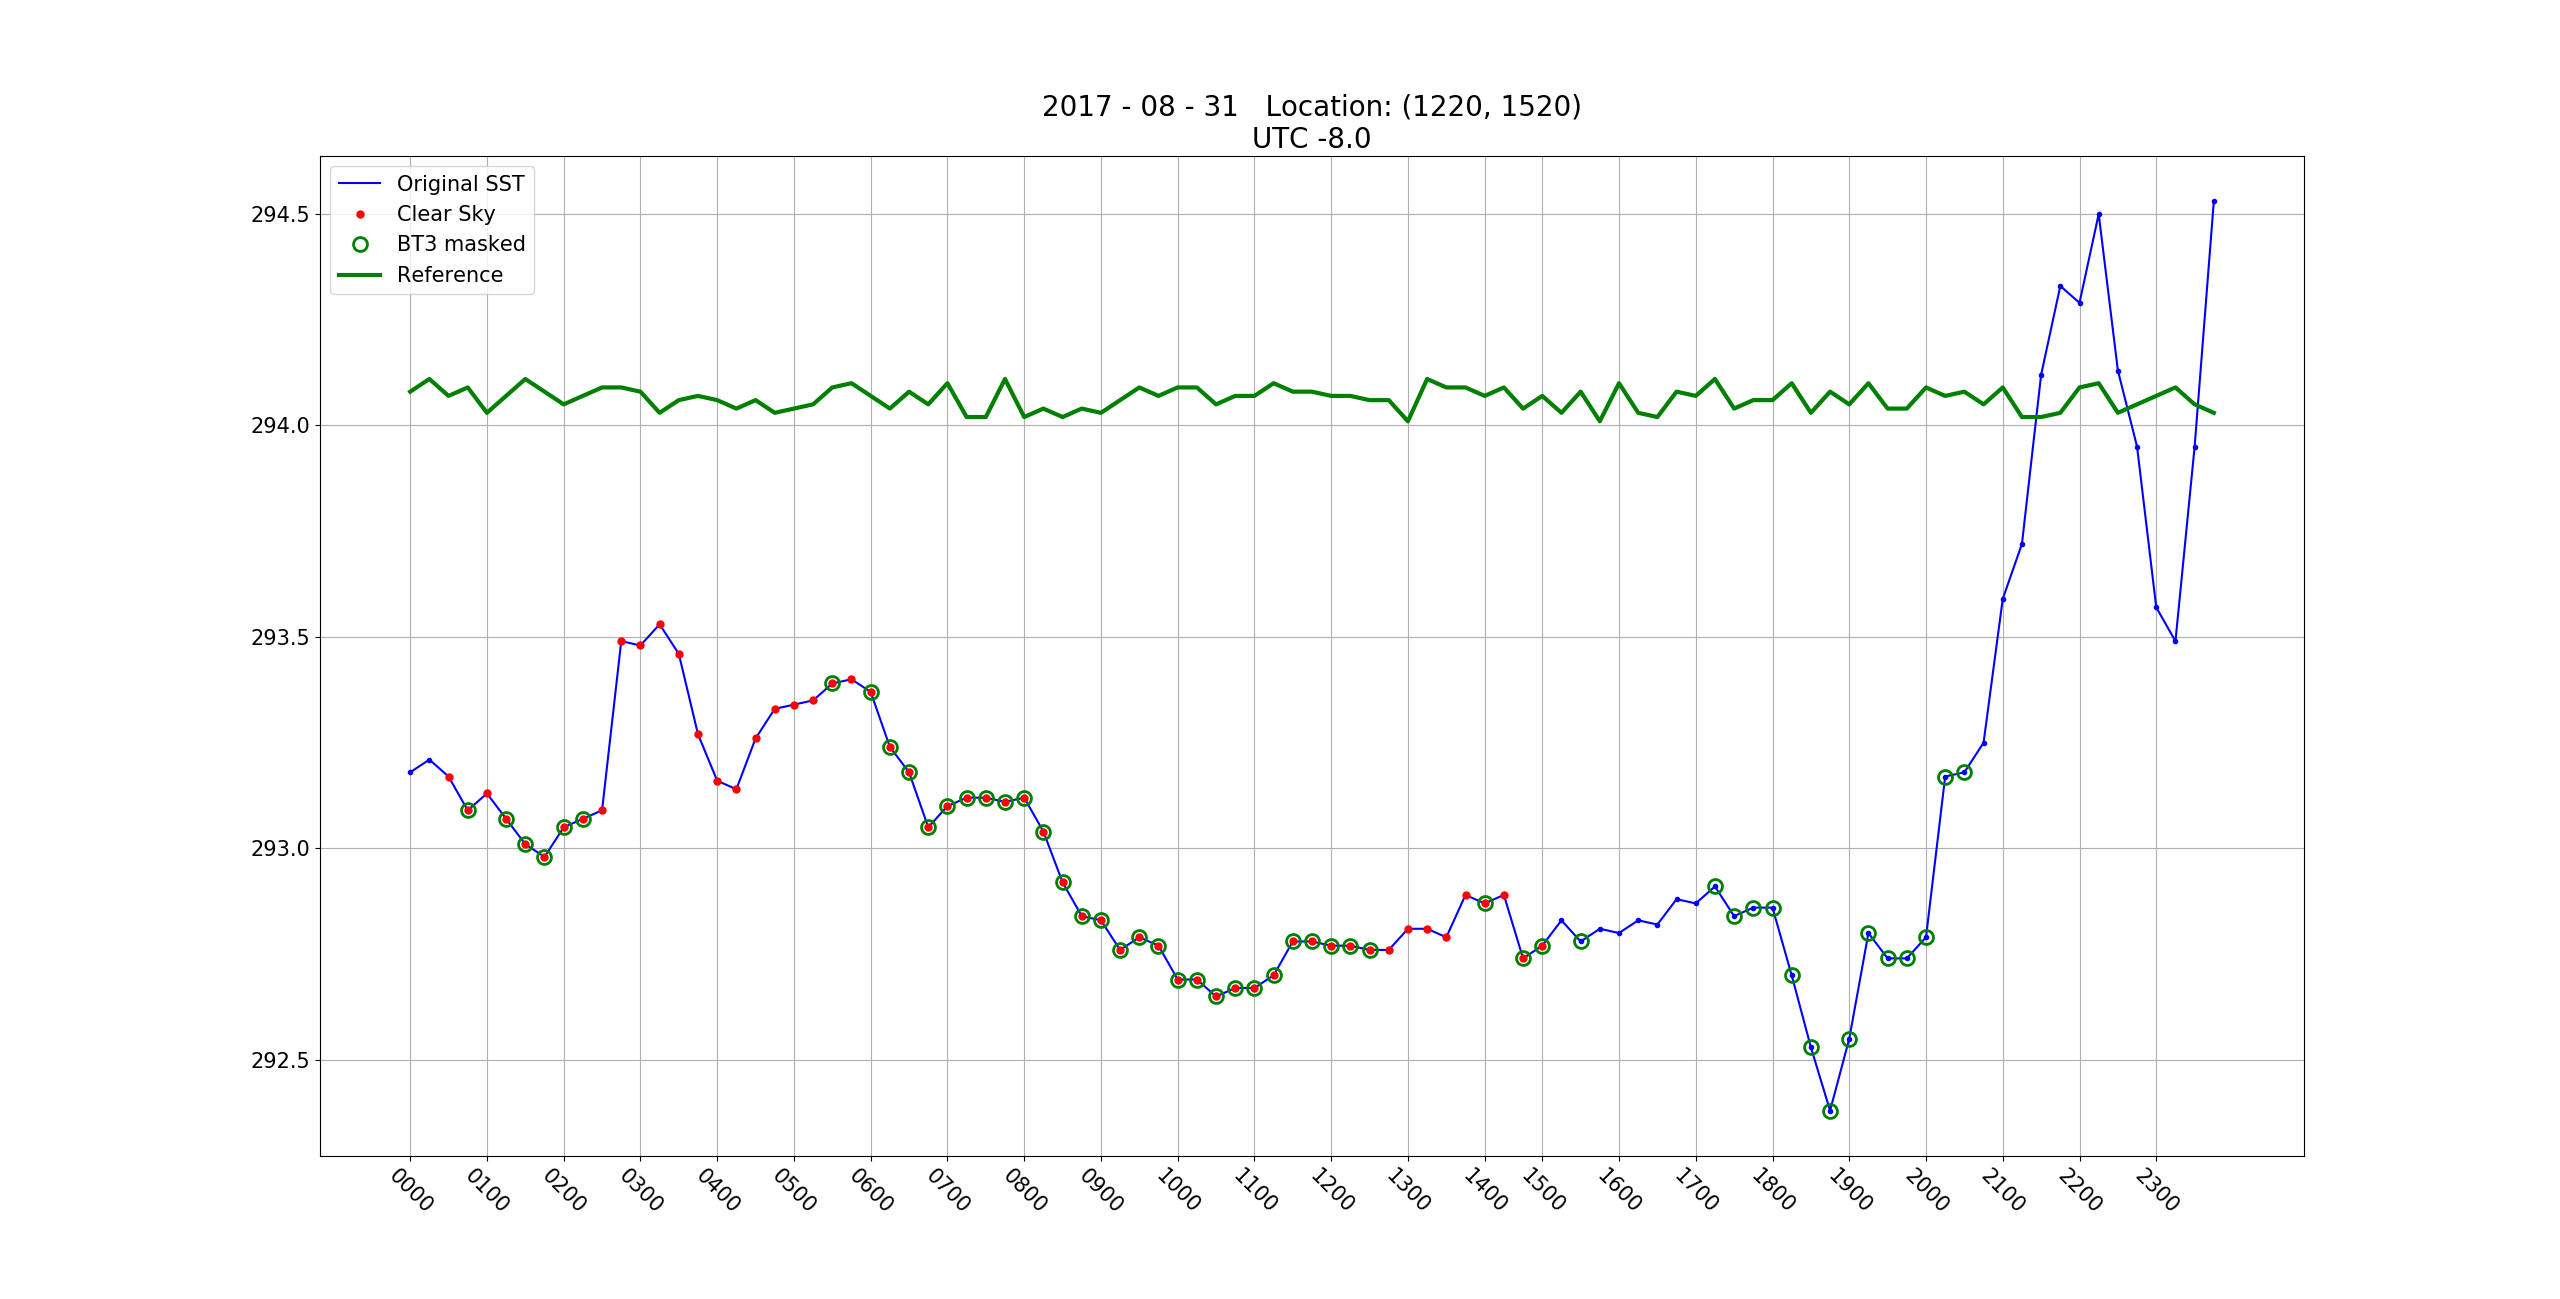 2017 - 08 - 31   Location: (1220, 1520)
UTC -8.0
Original SST
Clear Sky
BT3 masked
Reference
294.5
294.0
293.5
293.0
292.5
0000 0100 0200 0300 0400 0500 0600 0700 0800 0900 1000 1100 1200 1300 1400 1500 1600 1700 1800 1900 2000 2100 2200 2300